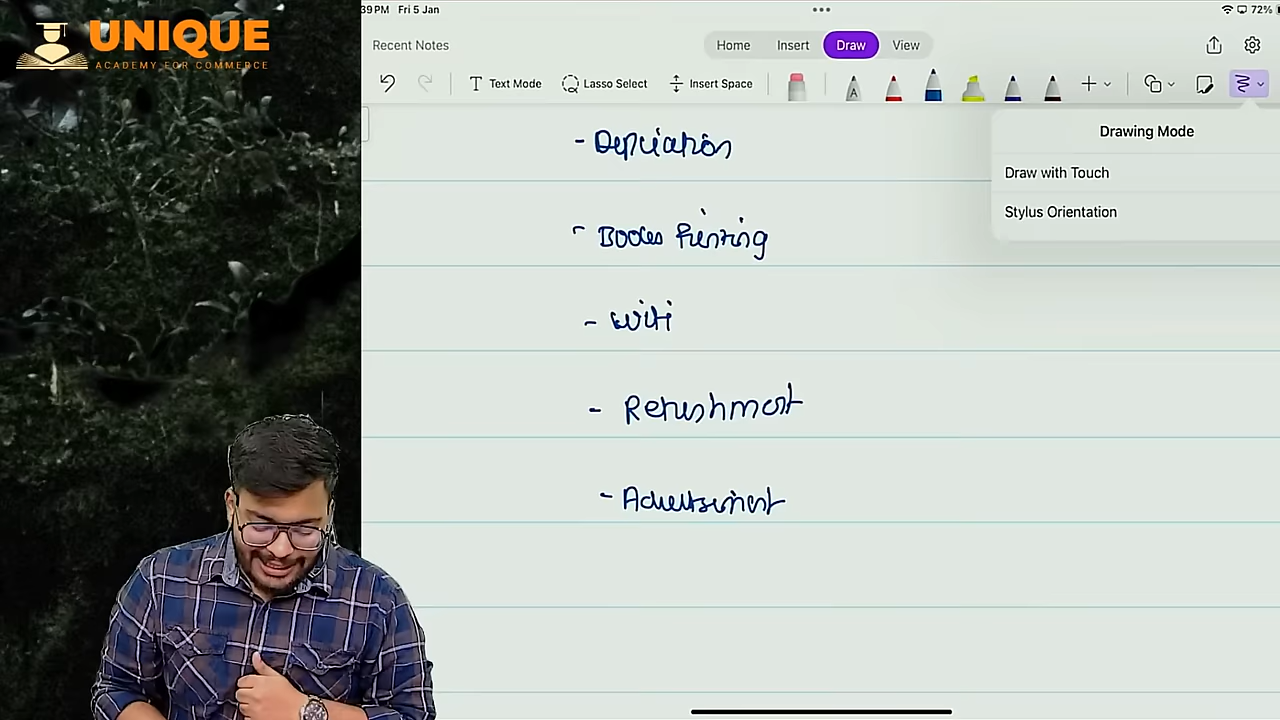 UNIQUE
ACADEMY FOR COMMERCE
39 PM Fri 5 Jan
72%
Recent Notes
Home Insert Draw View
Text Mode Lasso Select Insert Space
A
Drawing Mode
Draw with Touch
Stylus Orientation
- Depriation
- Books Printing
- Wifi
- Refreshment
- Advertisement